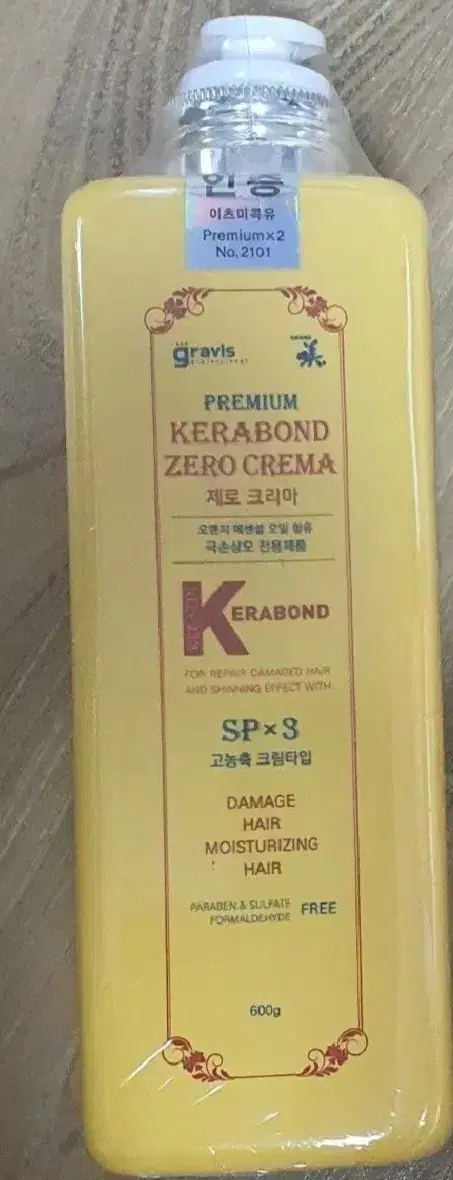 인증
이츠미콕유
Premium×2
No.2101
gravis
professional
PREMIUM
KERABOND
ZERO CREMA
제로 크리마
오렌지 에센셜 오일 함유
극손상모 전용제품
KERATIN
KERABOND
FOR REPAIR DAMAGED HAIR
AND SHINNING EFFECT WITH
SP×3
고농축 크림타입
DAMAGE
HAIR
MOISTURIZING
HAIR
PARABEN & SULFATE
FORMALDEHYDE FREE
600g